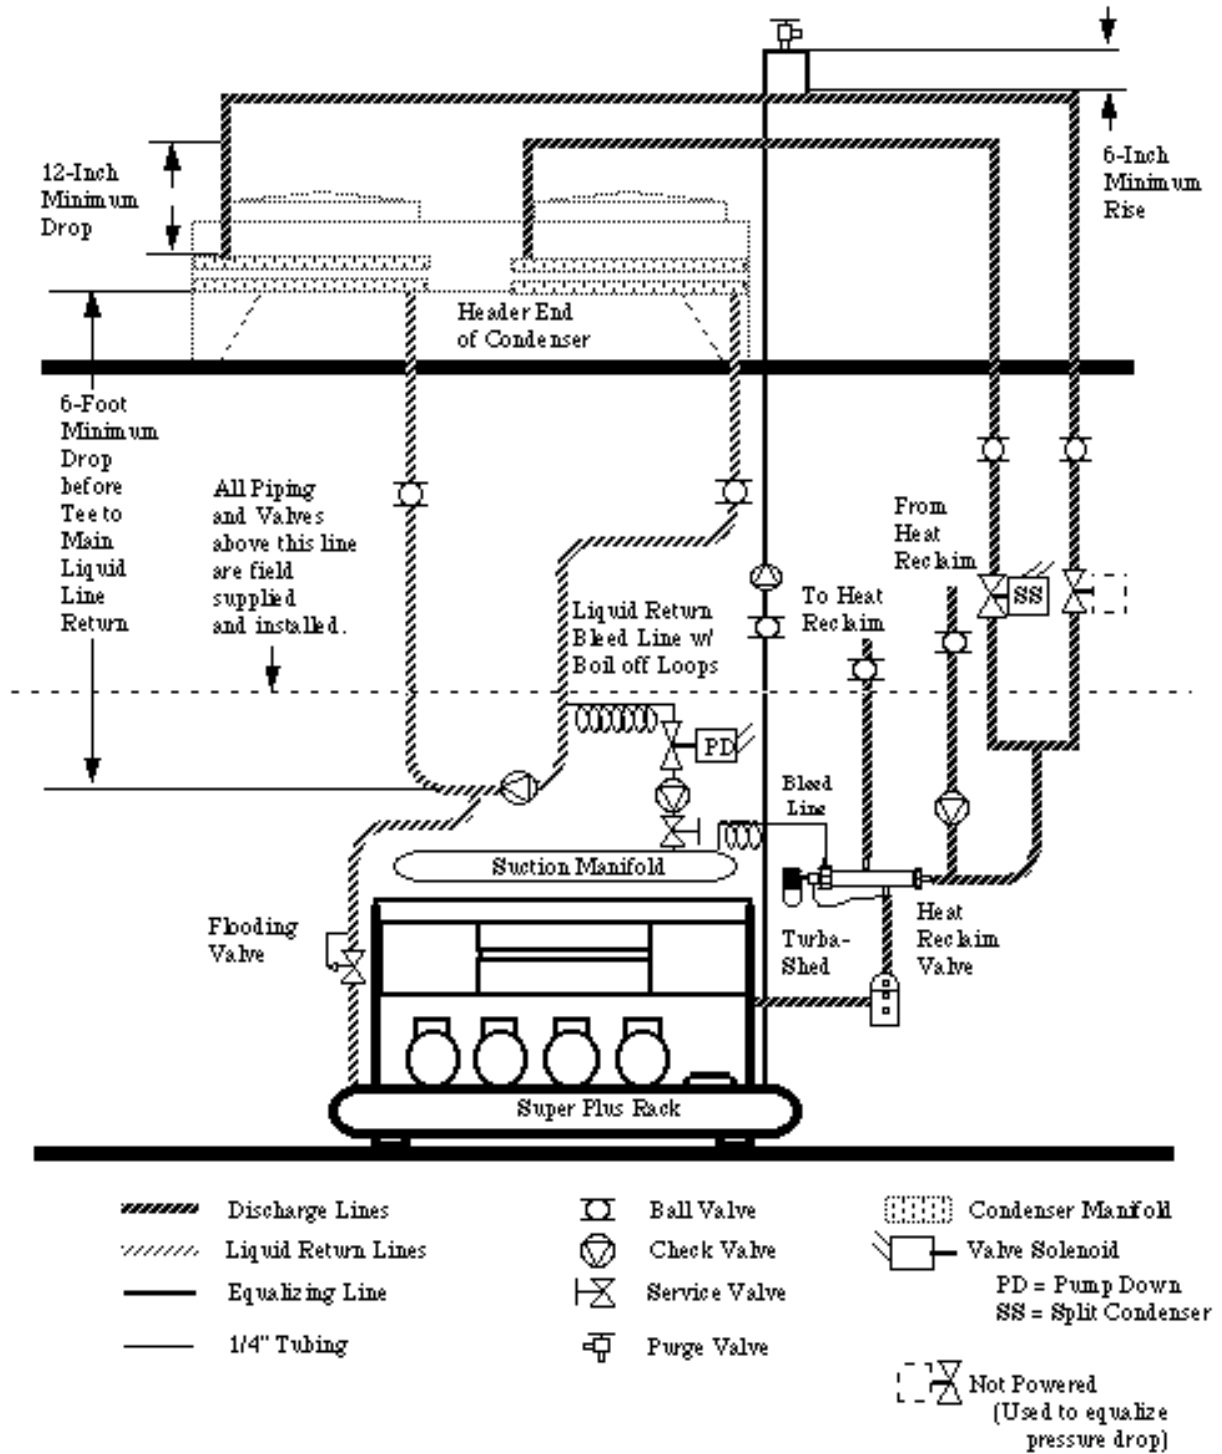 12-Inch
Minimum
Drop
6-Inch
Minimum
Rise
Header End
of Condenser
6-Foot
Minimum
Drop
before
Tee to
Main
Liquid
Line
Return
All Piping
and Valves
above this line
are field
supplied
and installed.
From
Heat
Reclaim
SS
To Heat
Reclaim
Liquid Return
Bleed Line w/
Boil off Loops
PD
Bleed
Line
Suction Manifold
Flooding
Valve
Turba-
Shed
Heat
Reclaim
Valve
Super Plus Rack
Discharge Lines
Liquid Return Lines
Equalizing Line
1/4" Tubing
Ball Valve
Check Valve
Service Valve
Purge Valve
Condenser Manifold
Valve Solenoid
PD = Pump Down
SS = Split Condenser
Not Powered
(Used to equalize
pressure drop)